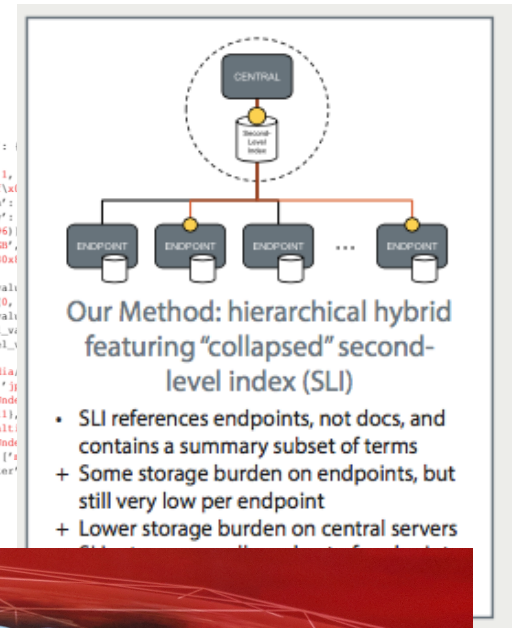 CENTRAL
Second-
Level
Index
ENDPOINT
ENDPOINT
ENDPOINT
...
ENDPOINT
Our Method: hierarchical hybrid
featuring “collapsed” second-
level index (SLI)
• SLI references endpoints, not docs, and
contains a summary subset of terms
+ Some storage burden on endpoints, but
still very low per endpoint
+ Lower storage burden on central servers